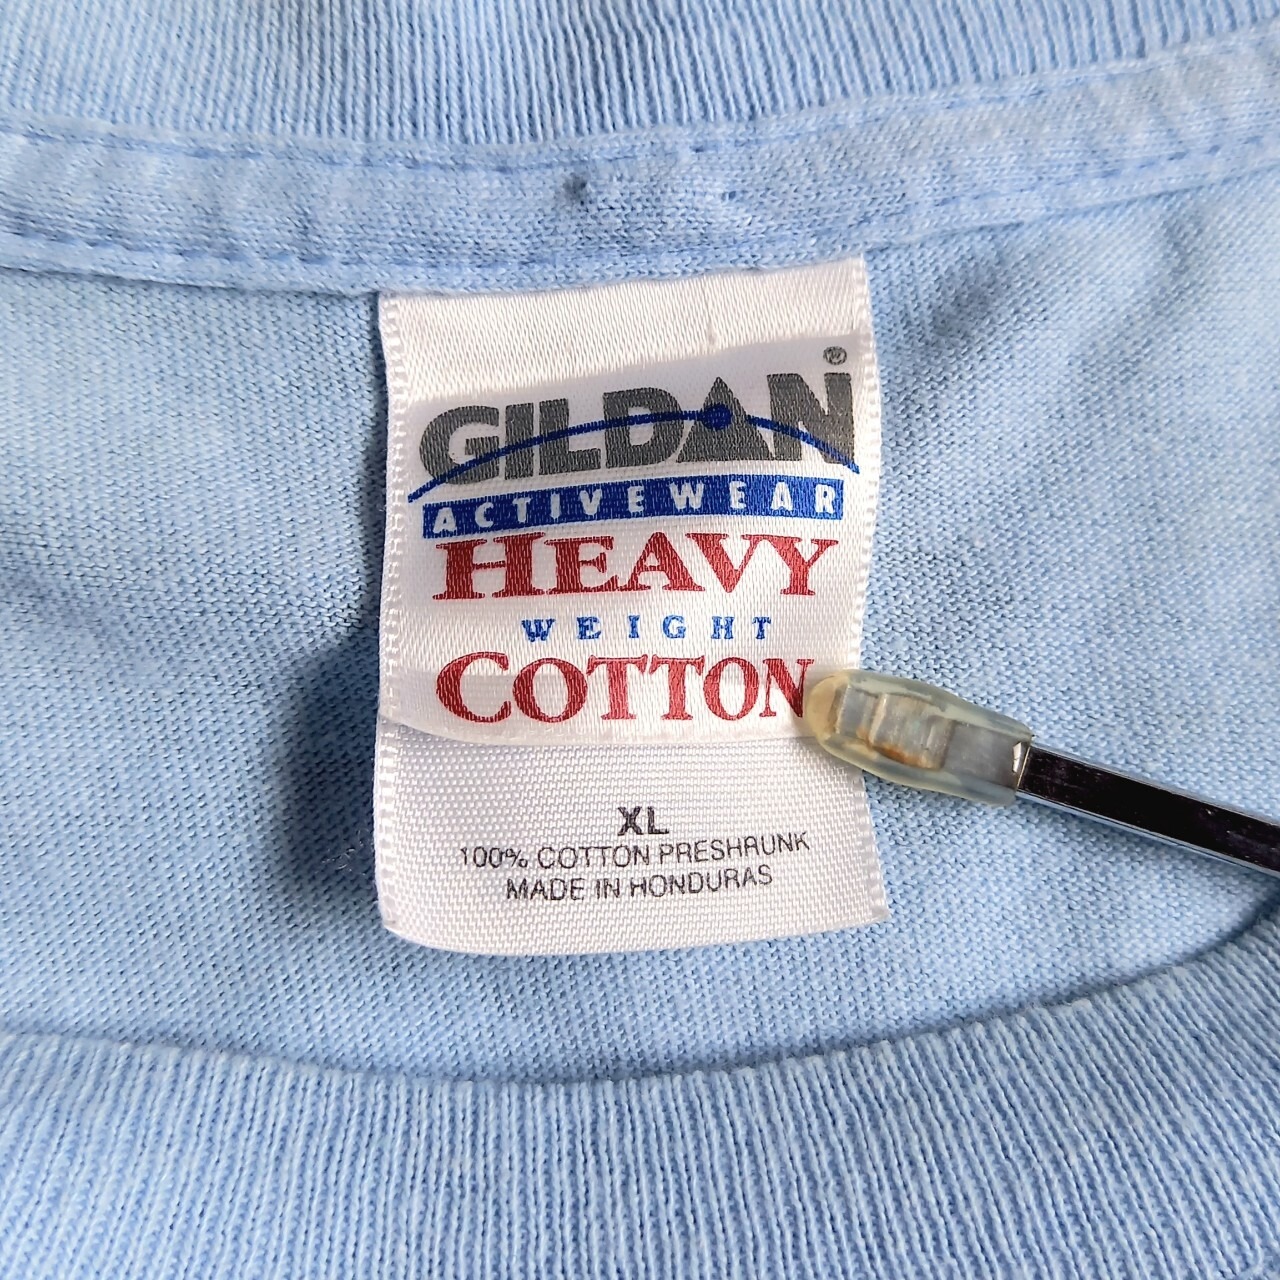 GILDAN®
ACTIVEWEAR
HEAVY
WEIGHT
COTTON
XL
100% COTTON PRESHRUNK
MADE IN HONDURAS